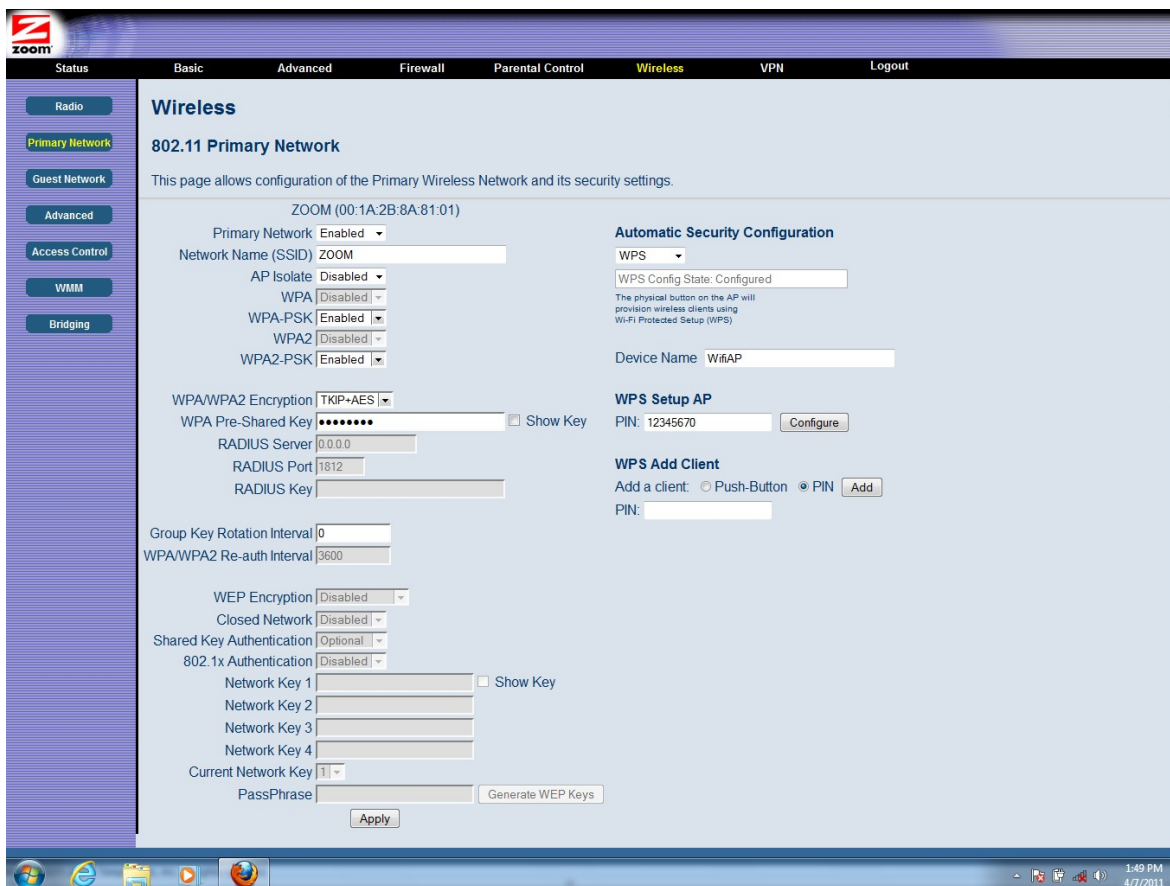 zoom
Status Basic Advanced Firewall Parental Control Wireless VPN Logout
Radio
Primary Network
Guest Network
Advanced
Access Control
WMM
Bridging
Wireless
802.11 Primary Network
This page allows configuration of the Primary Wireless Network and its security settings.
ZOOM (00:1A:2B:8A:81:01)
Primary Network Enabled
Network Name (SSID) ZOOM
AP Isolate Disabled
WPA Disabled
WPA-PSK Enabled
WPA2 Disabled
WPA2-PSK Enabled
WPA/WPA2 Encryption TKIP+AES
WPA Pre-Shared Key •••••••• Show Key
RADIUS Server 0.0.0.0
RADIUS Port 1812
RADIUS Key
Group Key Rotation Interval 0
WPA/WPA2 Re-auth Interval 3600
WEP Encryption Disabled
Closed Network Disabled
Shared Key Authentication Optional
802.1x Authentication Disabled
Network Key 1 Show Key
Network Key 2
Network Key 3
Network Key 4
Current Network Key 1
PassPhrase Generate WEP Keys
Apply
Automatic Security Configuration
WPS
WPS Config State: Configured
The physical button on the AP will
provision wireless clients using
Wi-Fi Protected Setup (WPS)
Device Name WifiAP
WPS Setup AP
PIN: 12345670 Configure
WPS Add Client
Add a client: Push-Button PIN Add
PIN:
1:49 PM
4/7/2011